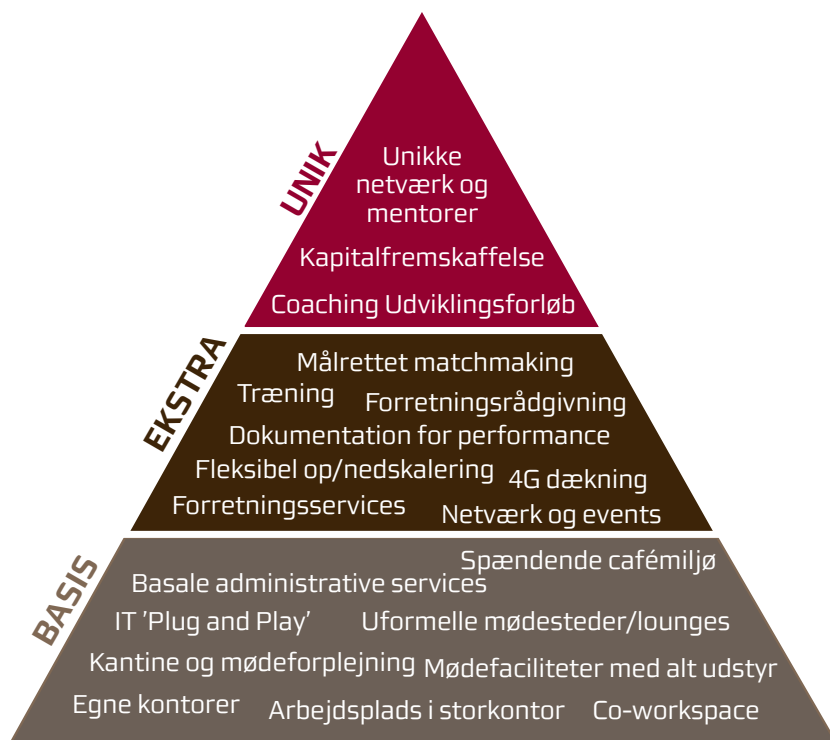 UNIK
Unikke
netværk og
mentorer
Kapitalfremskaffelse
Coaching Udviklingsforløb
EKSTRA
Målrettet matchmaking
Træning
Forretningsrådgivning
Dokumentation for performance
Fleksibel op/nedskalering
4G dækning
Forretningsservices
Netværk og events
BASIS
Spændende cafémiljø
Basale administrative services
IT ’Plug and Play’
Uformelle mødesteder/lounges
Kantine og mødeforplejning
Mødefaciliteter med alt udstyr
Egne kontorer
Arbejdsplads i storkontor
Co-workspace